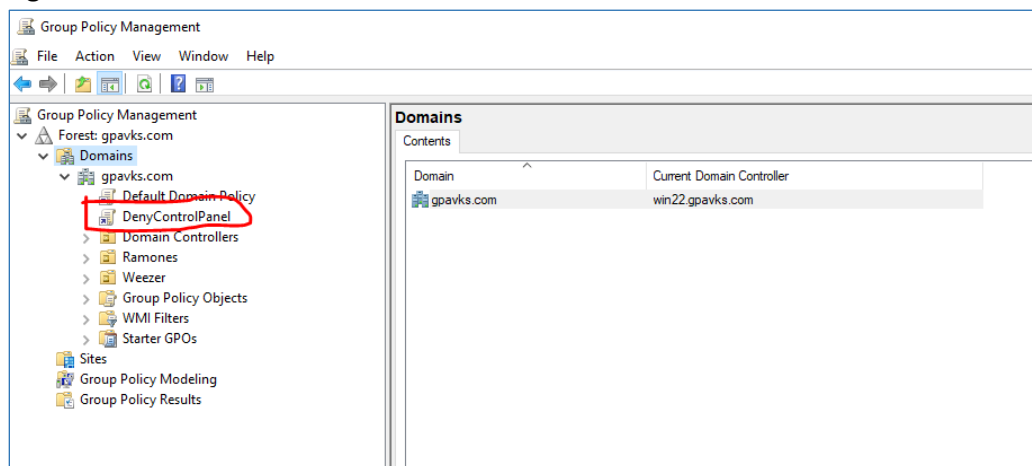 Group Policy Management
File Action View Window Help
Group Policy Management
Forest: gpavks.com
Domains
gpavks.com
Default Domain Policy
DenyControlPanel
Domain Controllers
Ramones
Weezer
Group Policy Objects
WMI Filters
Starter GPOs
Sites
Group Policy Modeling
Group Policy Results
Domains
Contents
Domain Current Domain Controller
gpavks.com win22.gpavks.com